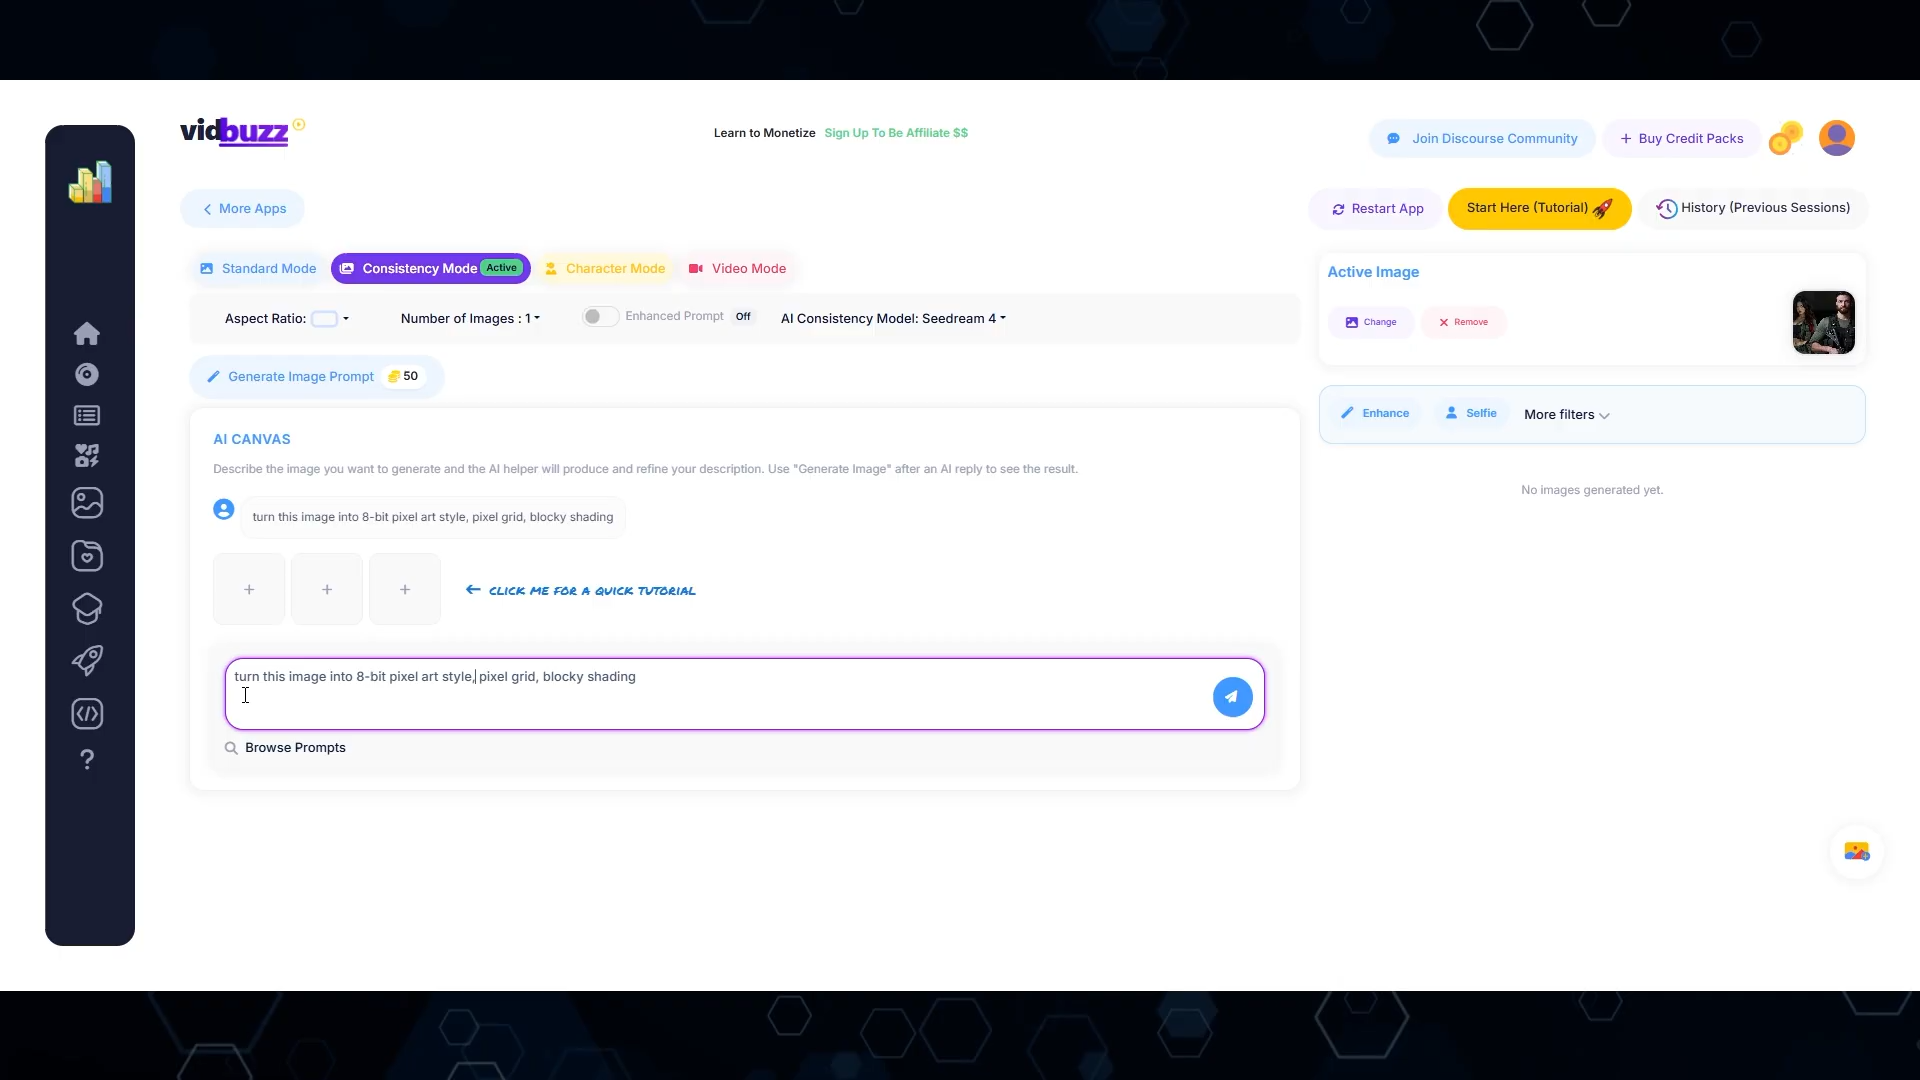 vidbuzz
Learn to Monetize Sign Up To Be Affiliate $$
Join Discourse Community
+ Buy Credit Packs
More Apps
Restart App
Start Here (Tutorial)
History (Previous Sessions)
Standard Mode
Consistency Mode Active
Character Mode
Video Mode
Active Image
Change
Remove
Aspect Ratio:
Number of Images : 1
Enhanced Prompt Off
AI Consistency Model: Seedream 4
Generate Image Prompt 50
Enhance
Selfie
More filters
AI CANVAS
Describe the image you want to generate and the AI helper will produce and refine your description. Use "Generate Image" after an AI reply to see the result.
No images generated yet.
turn this image into 8-bit pixel art style, pixel grid, blocky shading
+ + +
← CLICK ME FOR A QUICK TUTORIAL
turn this image into 8-bit pixel art style, pixel grid, blocky shading
Browse Prompts
?